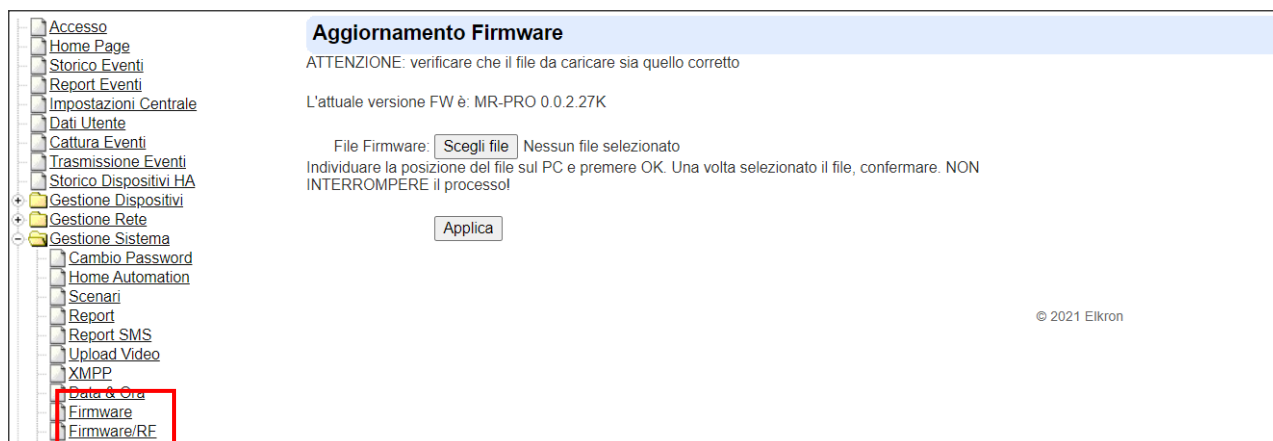 Accesso
Home Page
Storico Eventi
Report Eventi
Impostazioni Centrale
Dati Utente
Cattura Eventi
Trasmissione Eventi
Storico Dispositivi HA
Gestione Dispositivi
Gestione Rete
Gestione Sistema
Cambio Password
Home Automation
Scenari
Report
Report SMS
Upload Video
XMPP
Data & Ora
Firmware
Firmware/RF
Aggiornamento Firmware
ATTENZIONE: verificare che il file da caricare sia quello corretto
L'attuale versione FW è: MR-PRO 0.0.2.27K
File Firmware: Scegli file Nessun file selezionato
Individuare la posizione del file sul PC e premere OK. Una volta selezionato il file, confermare. NON
INTERROMPERE il processo!
Applica
© 2021 Elkron